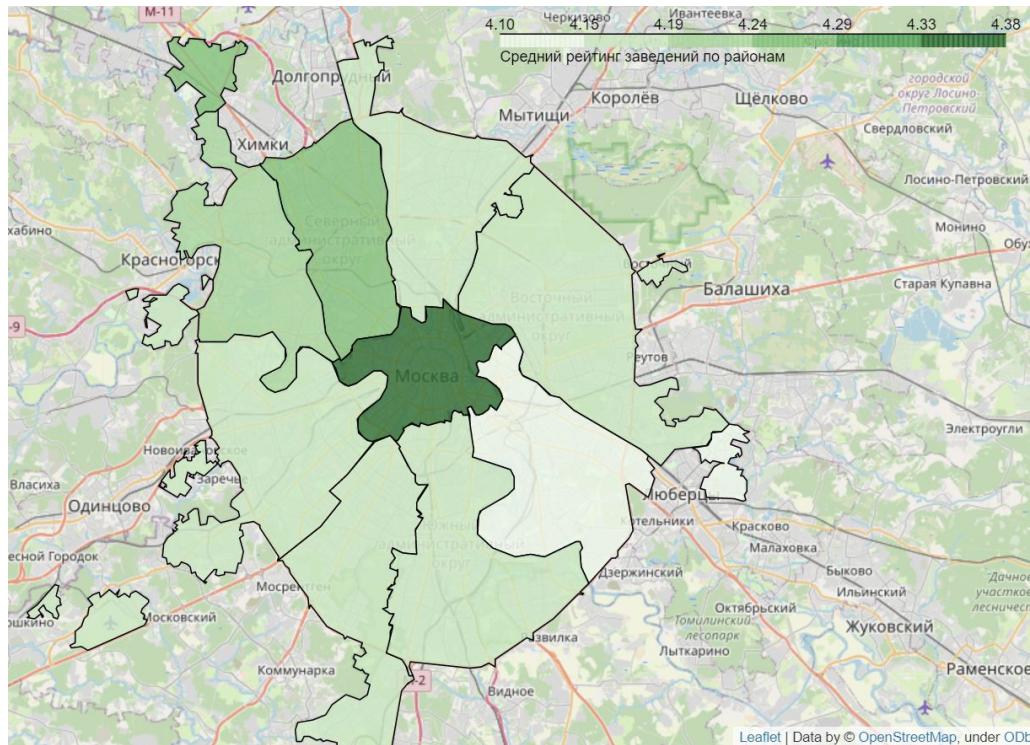 М-11
Черкизово
Ивантеевка
4.10 4.15 4.19 4.24 4.29 4.33 4.38
Средний рейтинг заведений по районам
Долгопрудный
Королёв
Щёлково
городской
округ Лосино-
Петровский
Мытищи
Свердловский
Химки
Лосино-Петровский
Монино
Северный
административный
округ
Красногорск
Балашиха
Старая Купавна
Восточный
административный
округ
-9
Реутов
Москва
Электроугли
Власиха
Заречье
Одинцово
Люберцы
Котельники
Красково
Малаховка
Южный
административный
округ
Дзержинский
Быково
Ильинский
Мосрентген
Московский
Октябрьский
Томилинский
лесопарк
Жуковский
Лыткарино
Коммунарка
Раменское
Видное
Leaflet | Data by © OpenStreetMap, under ODb